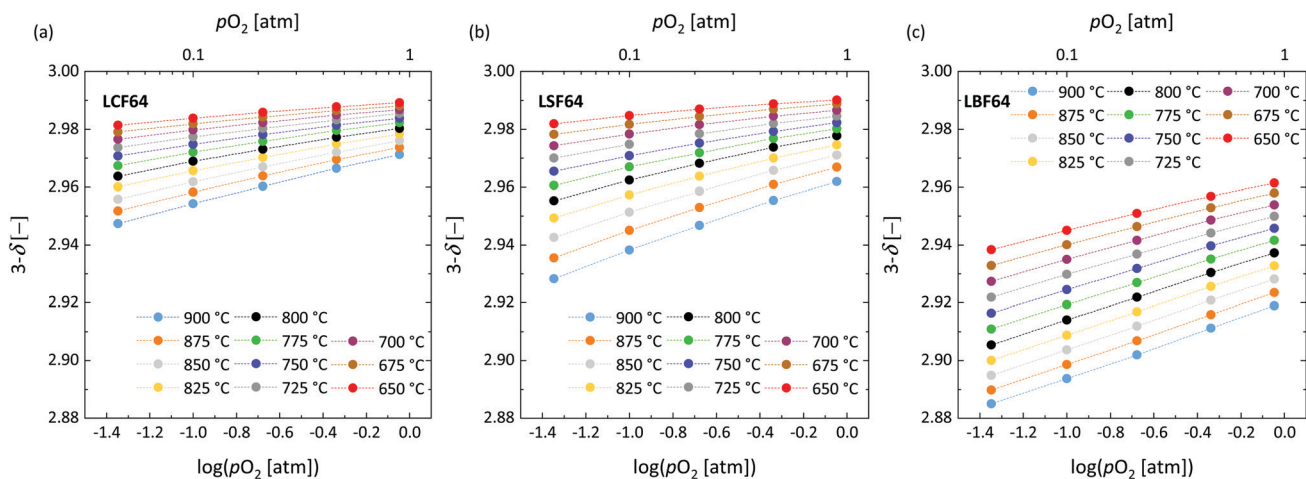 (a)
pO₂ [atm]
0.1
1
3.00
2.98
2.96
2.94
2.92
2.90
2.88
3-δ [–]
LCF64
900 °C
875 °C
850 °C
825 °C
800 °C
775 °C
750 °C
725 °C
700 °C
675 °C
650 °C
-1.4 -1.2 -1.0 -0.8 -0.6 -0.4 -0.2 0.0
log(pO₂ [atm])
(b)
pO₂ [atm]
0.1
1
3.00
2.98
2.96
2.94
2.92
2.90
2.88
3-δ [–]
LSF64
900 °C
875 °C
850 °C
825 °C
800 °C
775 °C
750 °C
725 °C
700 °C
675 °C
650 °C
-1.4 -1.2 -1.0 -0.8 -0.6 -0.4 -0.2 0.0
log(pO₂ [atm])
(c)
pO₂ [atm]
0.1
1
3.00
2.98
2.96
2.94
2.92
2.90
2.88
3-δ [–]
LBF64
900 °C
875 °C
850 °C
825 °C
800 °C
775 °C
750 °C
725 °C
700 °C
675 °C
650 °C
-1.4 -1.2 -1.0 -0.8 -0.6 -0.4 -0.2 0.0
log(pO₂ [atm])